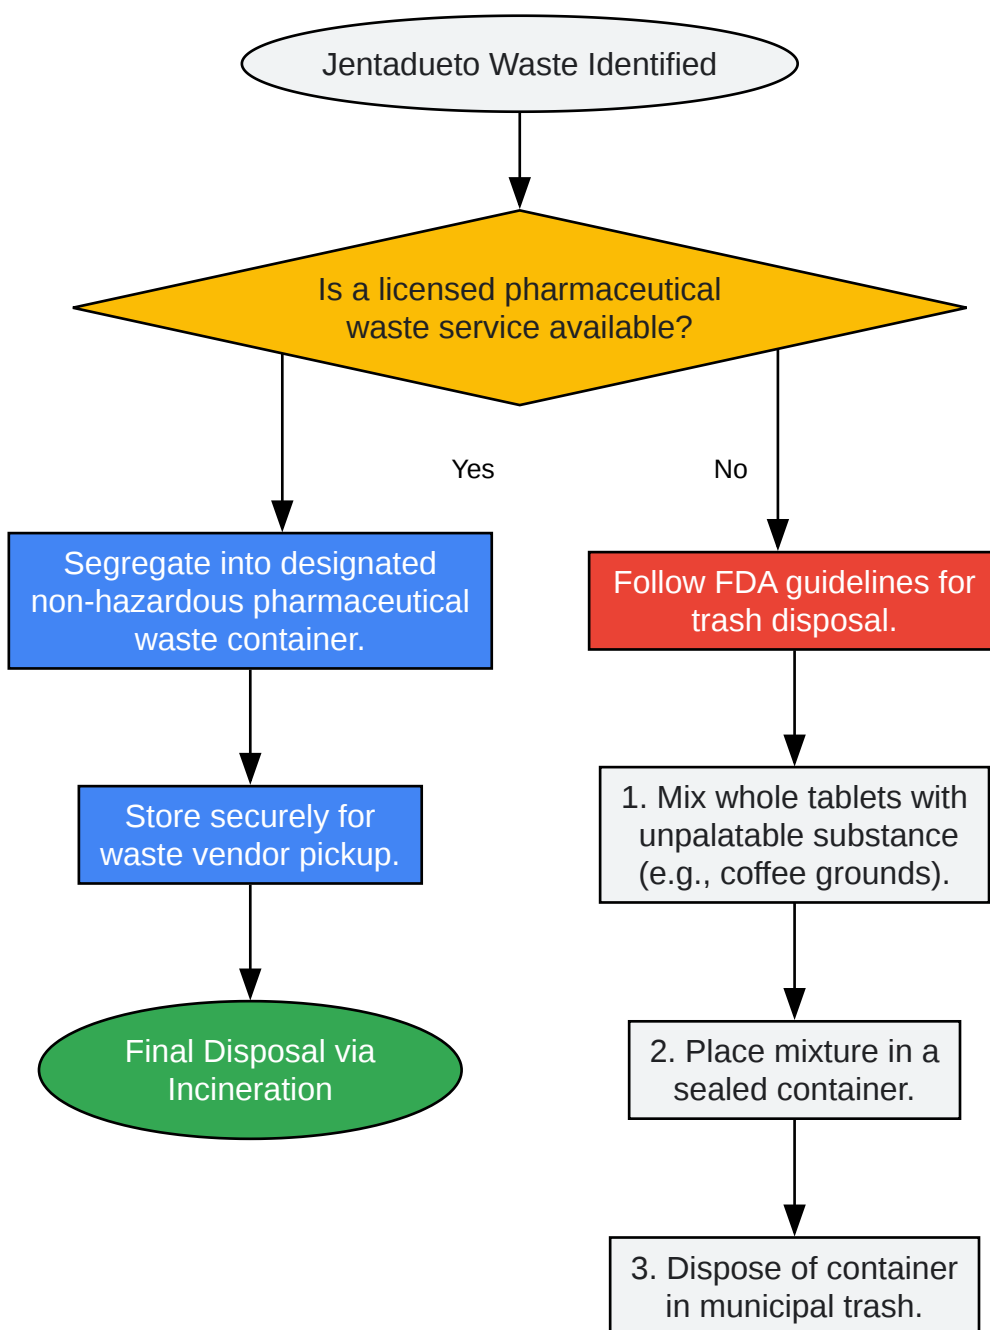 Jentadueto Waste Identified
Is a licensed pharmaceutical
waste service available?
Yes
No
Segregate into designated
non-hazardous pharmaceutical
waste container.
Follow FDA guidelines for
trash disposal.
Store securely for
waste vendor pickup.
1. Mix whole tablets with
unpalatable substance
(e.g., coffee grounds).
Final Disposal via
Incineration
2. Place mixture in a
sealed container.
3. Dispose of container
in municipal trash.